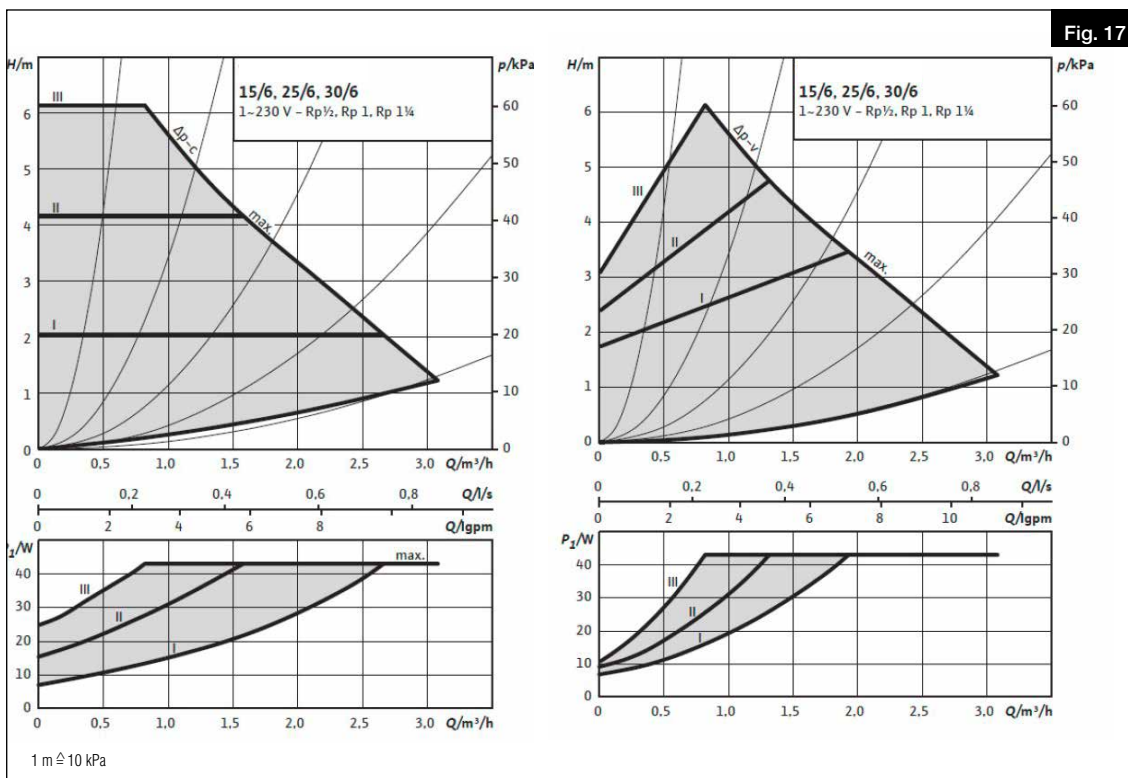 Fig. 17
H/m
p/kPa
15/6, 25/6, 30/6
1~230 V – Rp½, Rp 1, Rp 1¼
III
Δp-c
II
max.
I
6
5
4
3
2
1
0
60
50
40
30
20
10
0
0 0,5 1,0 1,5 2,0 2,5 3,0 Q/m³/h
0 0,2 0,4 0,6 0,8 Q/l/s
0 2 4 6 8 Q/Igpm
P₁/W
40
30
20
10
0
III
II
I
max.
0 0,5 1,0 1,5 2,0 2,5 3,0 Q/m³/h
H/m
p/kPa
15/6, 25/6, 30/6
1~230 V – Rp½, Rp 1, Rp 1¼
Δp-v
III
II
I
max.
6
5
4
3
2
1
0
60
50
40
30
20
10
0
0 0,5 1,0 1,5 2,0 2,5 3,0 Q/m³/h
0 0,2 0,4 0,6 0,8 Q/l/s
0 2 4 6 8 10 Q/Igpm
P₁/W
40
30
20
10
0
III
II
I
0 0,5 1,0 1,5 2,0 2,5 3,0 Q/m³/h
1 m ≙ 10 kPa